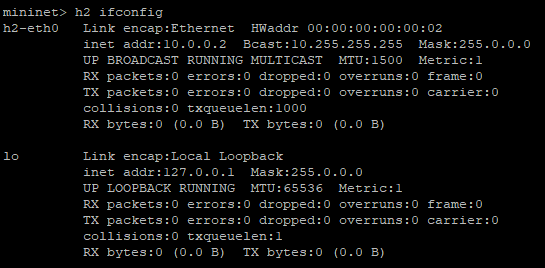 mininet> h2 ifconfig
h2-eth0   Link encap:Ethernet  HWaddr 00:00:00:00:00:02
          inet addr:10.0.0.2  Bcast:10.255.255.255  Mask:255.0.0.0
          UP BROADCAST RUNNING MULTICAST  MTU:1500  Metric:1
          RX packets:0 errors:0 dropped:0 overruns:0 frame:0
          TX packets:0 errors:0 dropped:0 overruns:0 carrier:0
          collisions:0 txqueuelen:1000
          RX bytes:0 (0.0 B)  TX bytes:0 (0.0 B)

lo        Link encap:Local Loopback
          inet addr:127.0.0.1  Mask:255.0.0.0
          UP LOOPBACK RUNNING  MTU:65536  Metric:1
          RX packets:0 errors:0 dropped:0 overruns:0 frame:0
          TX packets:0 errors:0 dropped:0 overruns:0 carrier:0
          collisions:0 txqueuelen:1
          RX bytes:0 (0.0 B)  TX bytes:0 (0.0 B)